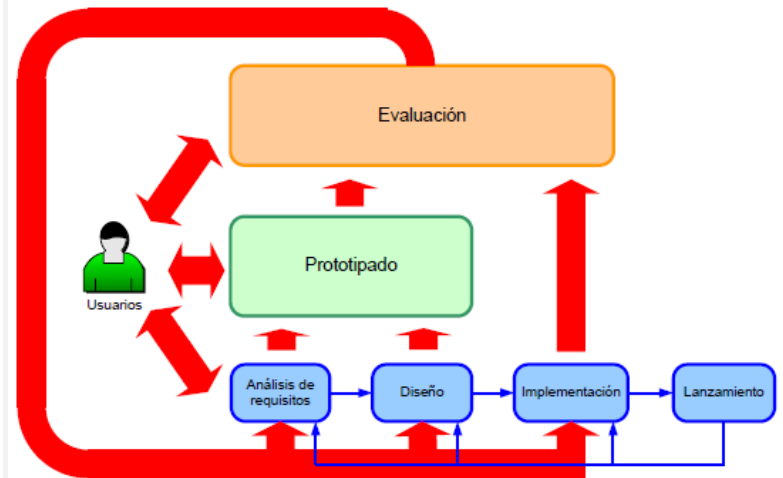 Evaluación
Prototipado
Usuarios
Análisis de
requisitos
Diseño
Implementación
Lanzamiento